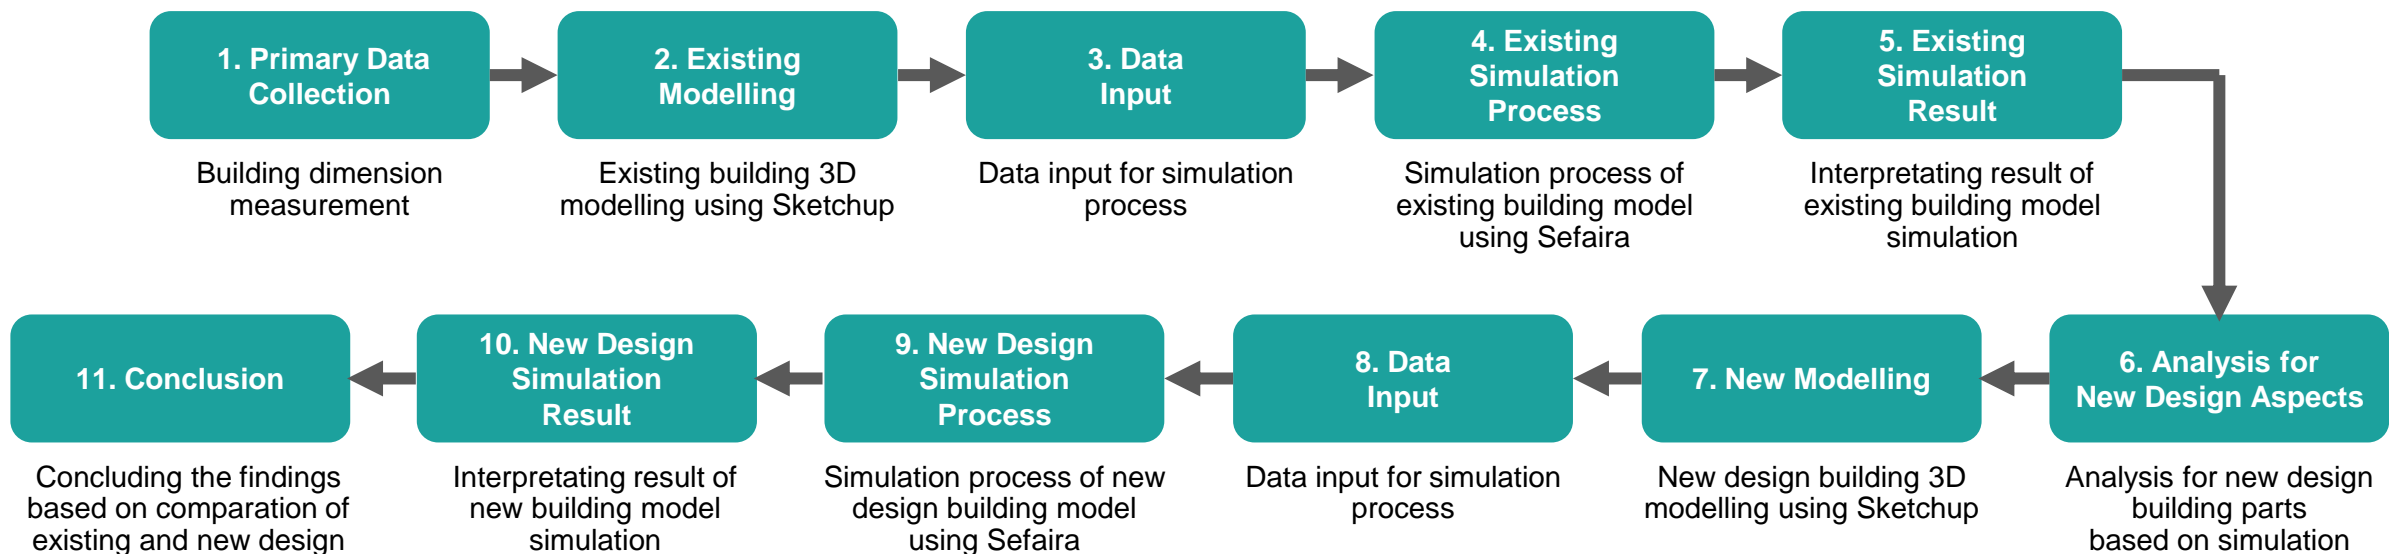 1. Primary Data
Collection
Building dimension
measurement
2. Existing
Modelling
Existing building 3D
modelling using Sketchup
3. Data
Input
Data input for simulation
process
4. Existing
Simulation
Process
Simulation process of
existing building model
using Sefaira
5. Existing
Simulation
Result
Interpretating result of
existing building model
simulation
6. Analysis for
New Design Aspects
Analysis for new design
building parts
based on simulation
7. New Modelling
New design building 3D
modelling using Sketchup
8. Data
Input
Data input for simulation
process
9. New Design
Simulation
Process
Simulation process of new
design building model
using Sefaira
10. New Design
Simulation
Result
Interpretating result of
new building model
simulation
11. Conclusion
Concluding the findings
based on comparation of
existing and new design